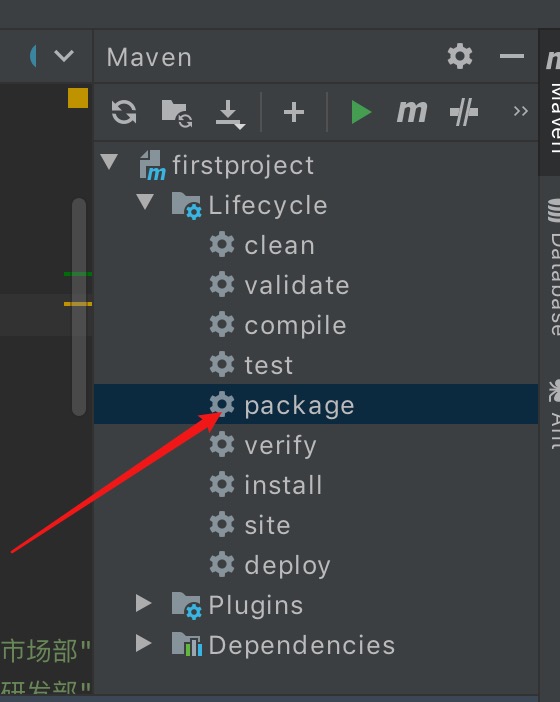 Maven
firstproject
Lifecycle
clean
validate
compile
test
package
verify
install
site
deploy
Plugins
Dependencies
市场部"
研发部"
m
Maven
Database
Ant